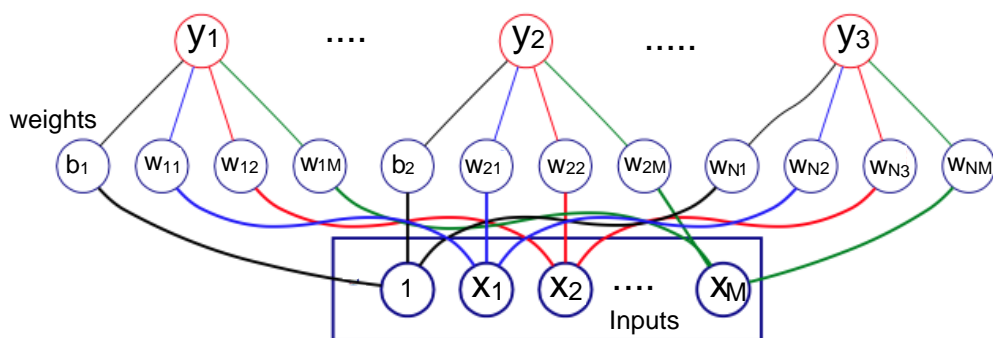 y1 .... y2 ..... y3
weights
b1 w11 w12 w1M b2 w21 w22 w2M wN1 wN2 wN3 wNM
1 x1 x2 .... xM
Inputs